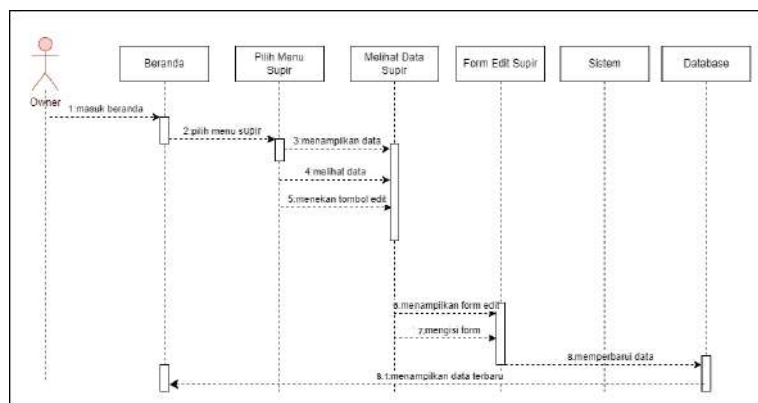 Owner
Beranda
Pilih Menu
Supir
Melihat Data
Supir
Form Edit Supir
Sistem
Database
1:masuk beranda
2:pilih menu supir
3:menampilkan data
4:melihat data
5:menekan tombol edit
6:menampilkan form edit
7:mengisi form
8:memperbarui data
8.1:menampilkan data terbaru